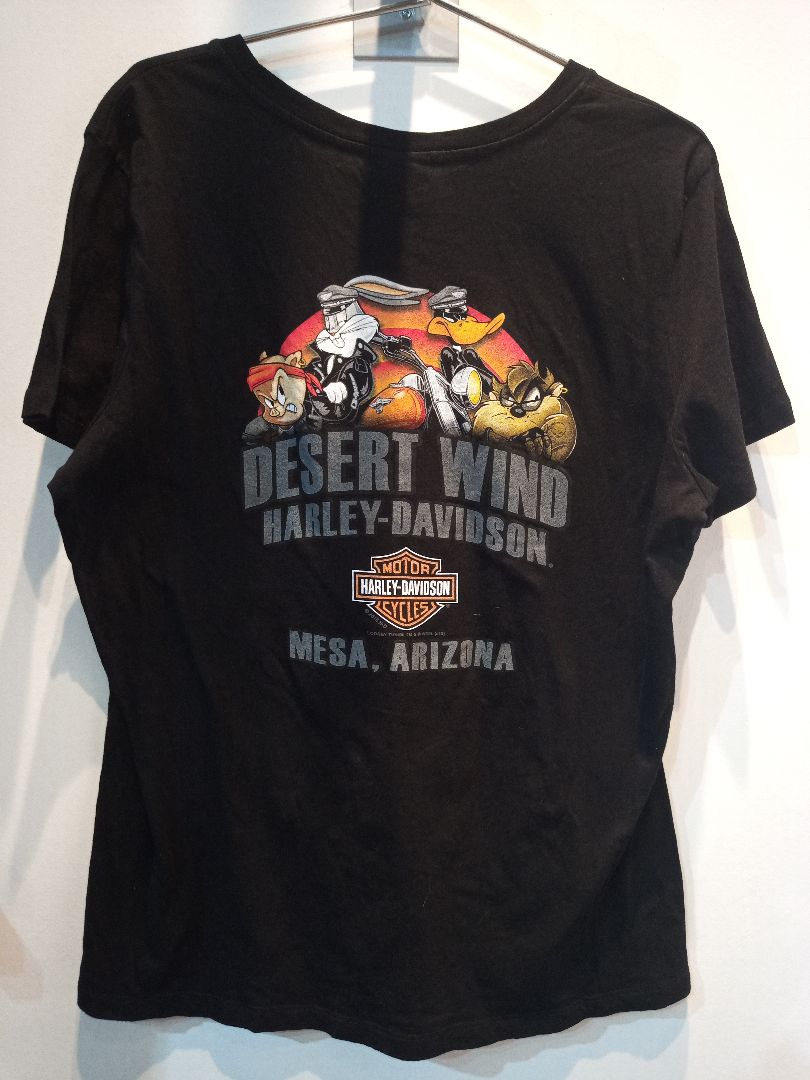 DESERT WIND
HARLEY-DAVIDSON
MOTOR
HARLEY-DAVIDSON
CYCLES
MESA, ARIZONA